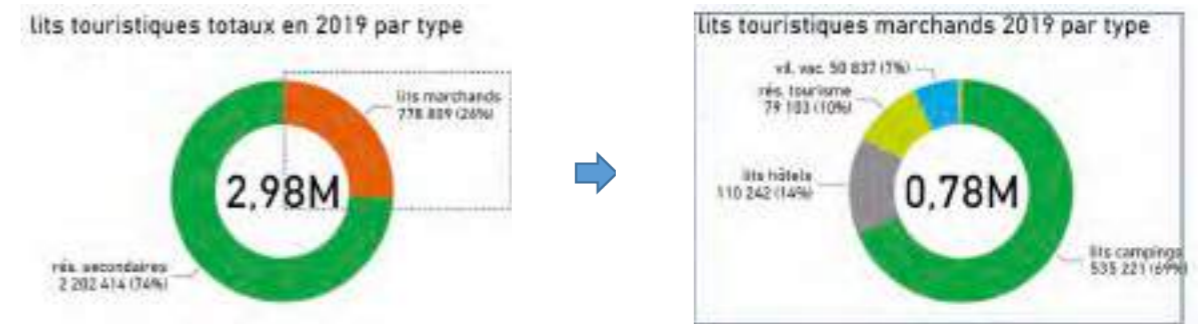 lits touristiques totaux en 2019 par type
lits marchands
778 809 (26%)
2,98M
rés. secondaires
2 202 414 (74%)
lits touristiques marchands 2019 par type
vil. vac. 50 837 (7%)
rés. tourisme
79 103 (10%)
lits hôtels
110 242 (14%)
0,78M
lits campings
535 221 (69%)